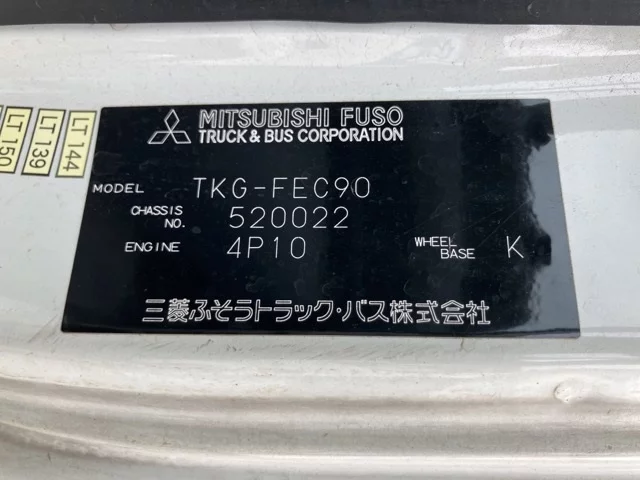 MITSUBISHI FUSO
TRUCK & BUS CORPORATION
MODEL TKG-FEC90
CHASSIS NO. 520022
ENGINE 4P10
WHEEL BASE K
三菱ふそうトラック・バス株式会社
LT 150
LT 139
LT 144